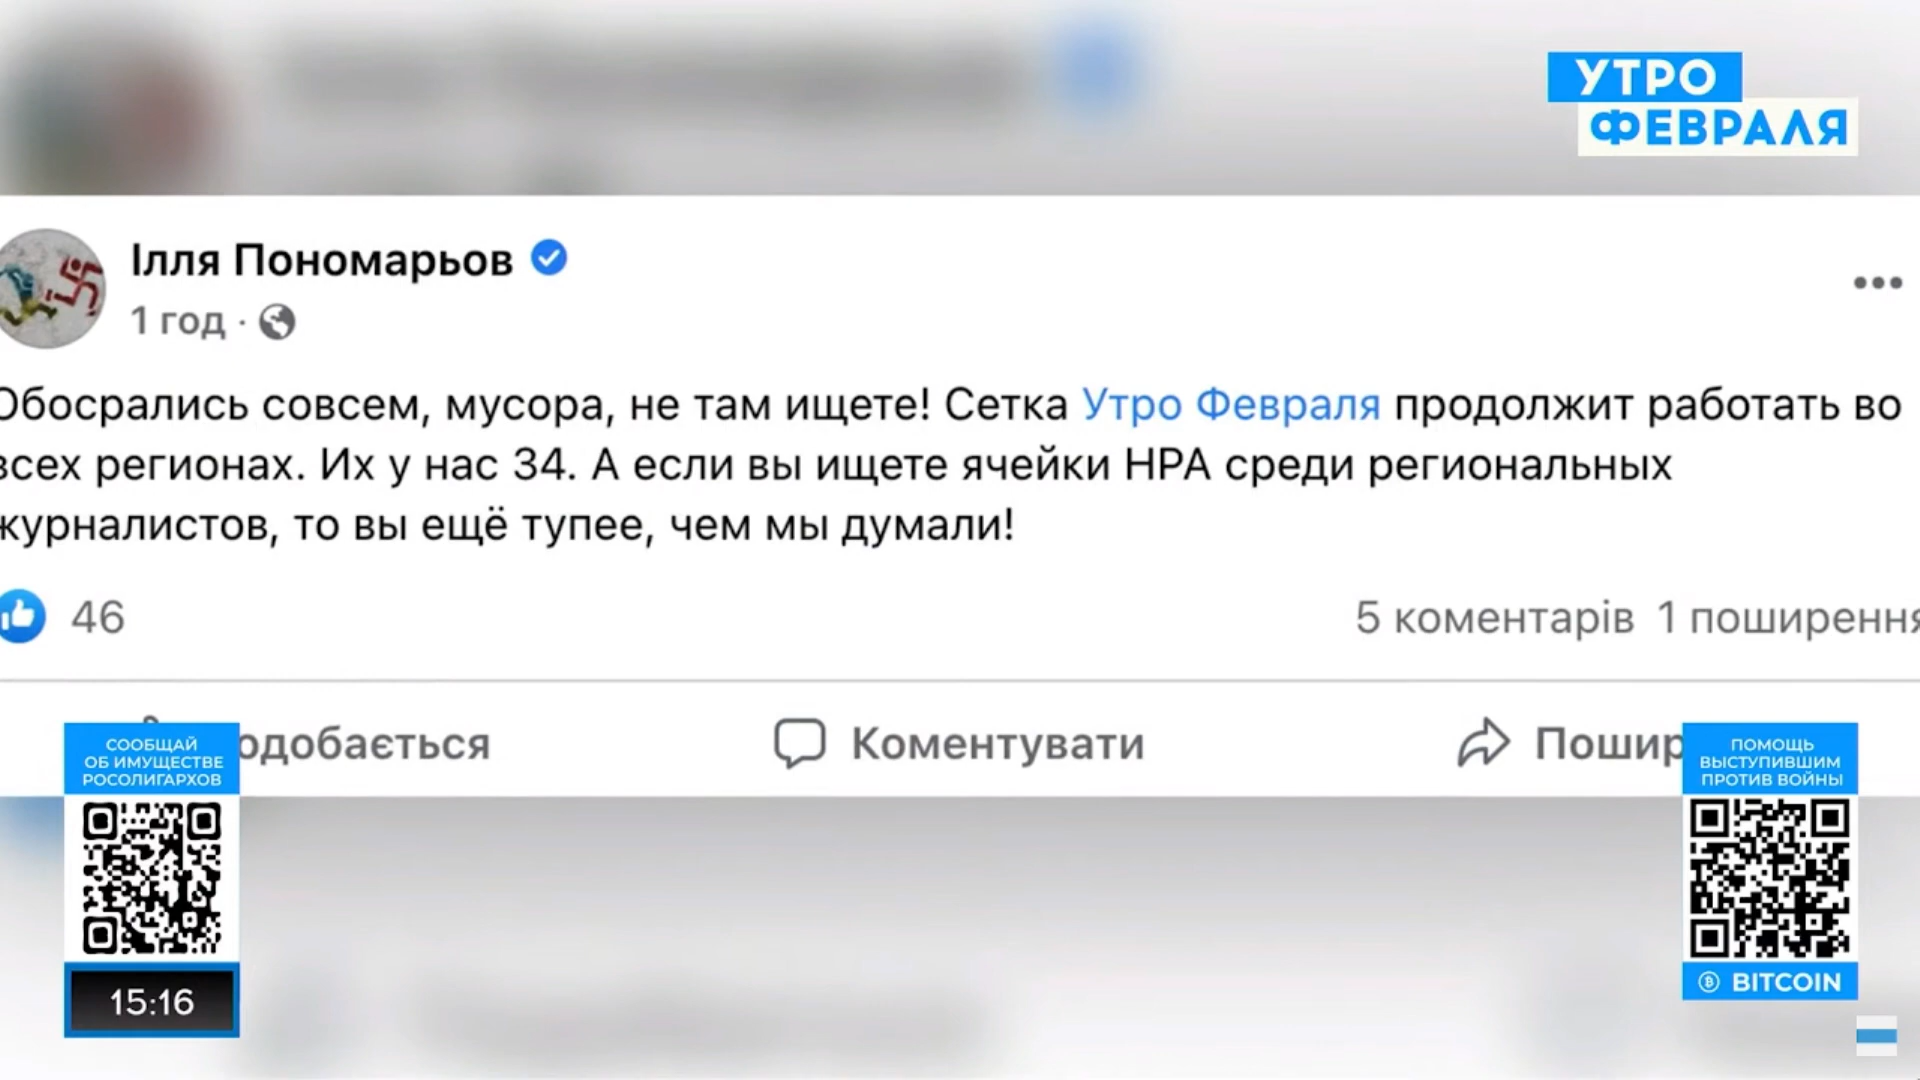 УТРО
ФЕВРАЛЯ
Ілля Пономарьов
1 год ·
Обосрались совсем, мусора, не там ищете! Сетка Утро Февраля продолжит работать во
всех регионах. Их у нас 34. А если вы ищете ячейки НРА среди региональных
журналистов, то вы ещё тупее, чем мы думали!
46
5 коментарів 1 поширення
одобається
Коментувати
Пошир
СООБЩАЙ
ОБ ИМУЩЕСТВЕ
РОСОЛИГАРХОВ
15:16
ПОМОЩЬ
ВЫСТУПИВШИМ
ПРОТИВ ВОЙНЫ
BITCOIN